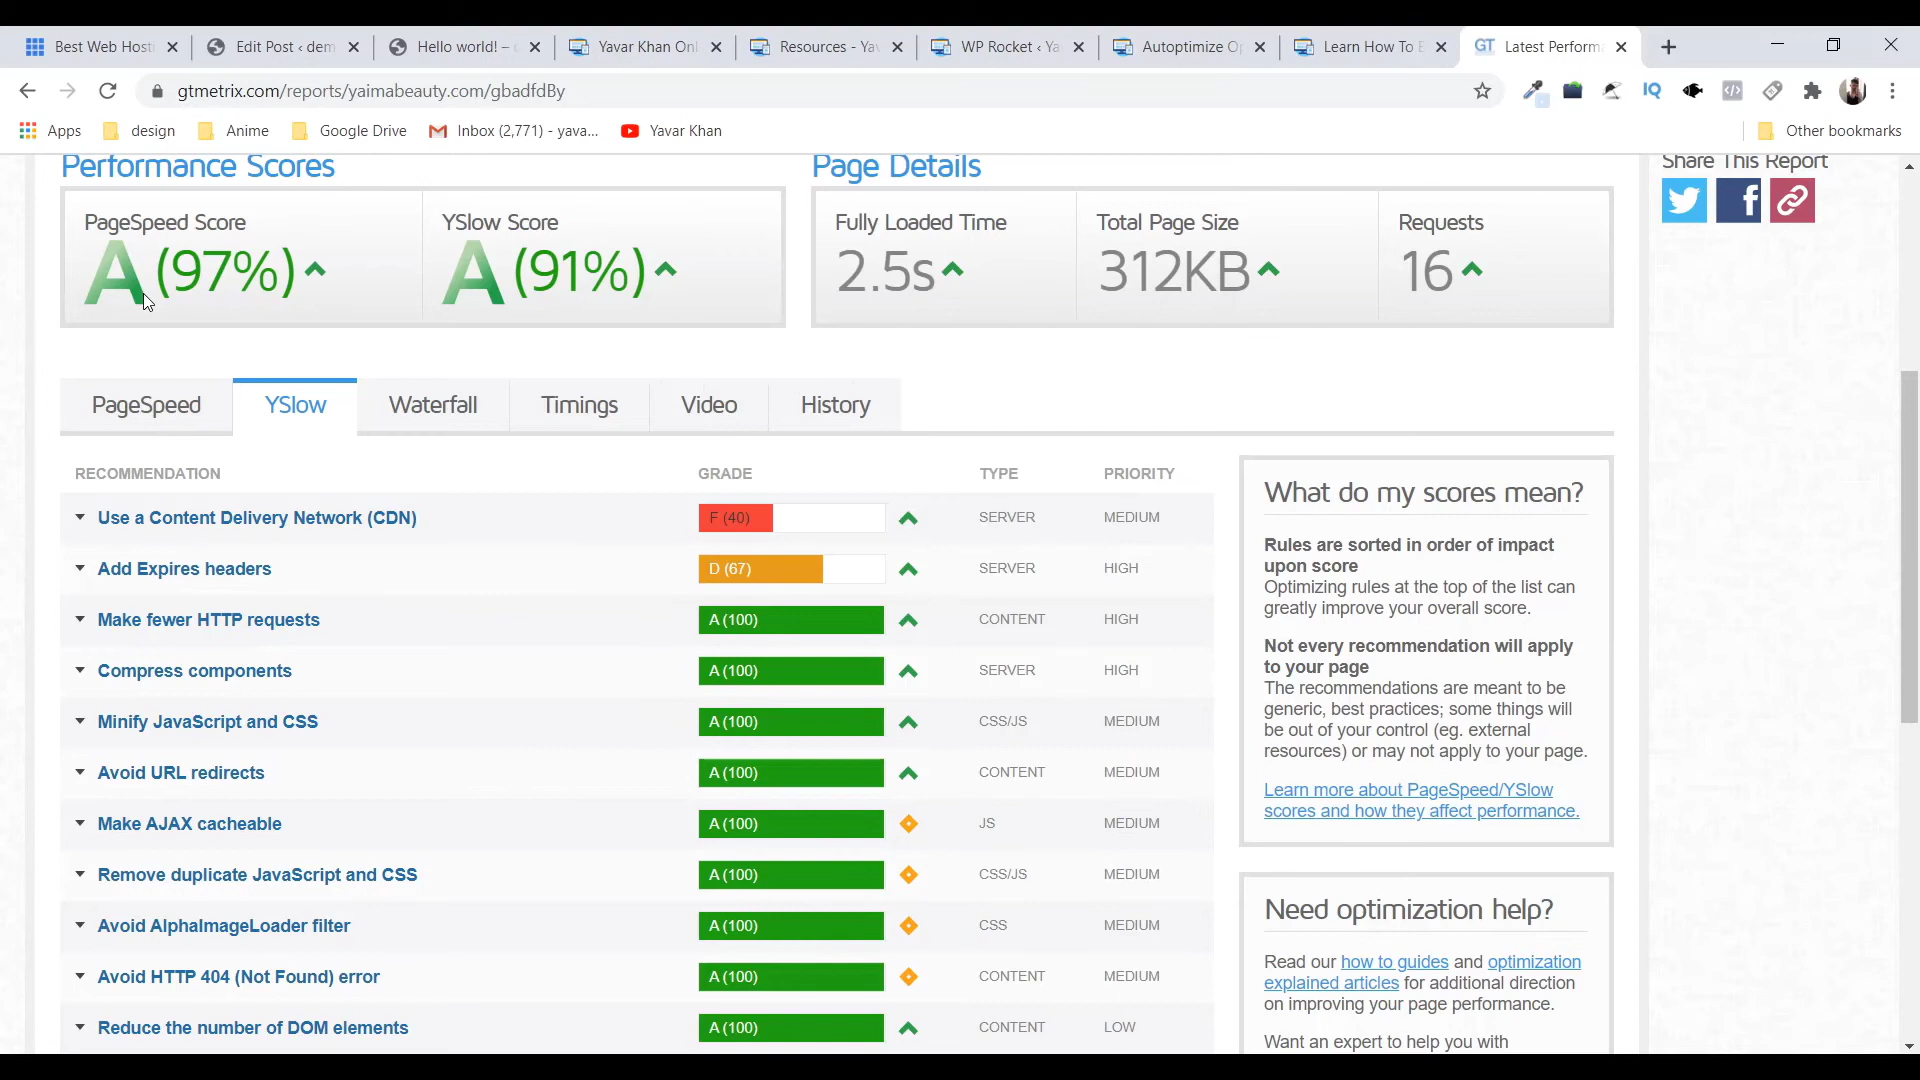 Best Web Hosti
Edit Post ‹ dem
Hello world! –
Yavar Khan Onl
Resources - Yav
WP Rocket ‹ Ya
Autoptimize Op
Learn How To B
GT Latest Perform
gtmetrix.com/reports/yaimabeauty.com/gbadfdBy
IQ
Apps
design
Anime
Google Drive
Inbox (2,771) - yava...
Yavar Khan
Other bookmarks
Performance Scores
Page Details
Share This Report
PageSpeed Score
YSlow Score
Fully Loaded Time
Total Page Size
Requests
A (97%)
A (91%)
2.5s
312KB
16
PageSpeed
YSlow
Waterfall
Timings
Video
History
RECOMMENDATION
GRADE
TYPE
PRIORITY
Use a Content Delivery Network (CDN)
F (40)
SERVER
MEDIUM
Add Expires headers
D (67)
SERVER
HIGH
Make fewer HTTP requests
A (100)
CONTENT
HIGH
Compress components
A (100)
SERVER
HIGH
Minify JavaScript and CSS
A (100)
CSS/JS
MEDIUM
Avoid URL redirects
A (100)
CONTENT
MEDIUM
Make AJAX cacheable
A (100)
JS
MEDIUM
Remove duplicate JavaScript and CSS
A (100)
CSS/JS
MEDIUM
Avoid AlphaImageLoader filter
A (100)
CSS
MEDIUM
Avoid HTTP 404 (Not Found) error
A (100)
CONTENT
MEDIUM
Reduce the number of DOM elements
A (100)
CONTENT
LOW
What do my scores mean?
Rules are sorted in order of impact
upon score
Optimizing rules at the top of the list can
greatly improve your overall score.
Not every recommendation will apply
to your page
The recommendations are meant to be
generic, best practices; some things will
be out of your control (eg. external
resources) or may not apply to your page.
Learn more about PageSpeed/YSlow
scores and how they affect performance.
Need optimization help?
Read our how to guides and optimization
explained articles for additional direction
on improving your page performance.
Want an expert to help you with